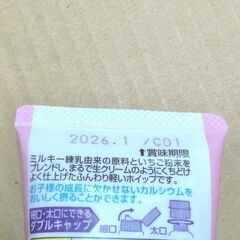 2026.1 /CD1
↑賞味期限
ミルキー練乳由来の原料といちご粉末を
ブレンドし、まるで生クリームのようにくちどけ
よく仕上げたふんわり軽いホイップです。
お子様の成長に欠かせないカルシウムを
おいしく摂ることができます。
細口・太口にできる
ダブルキャップ
細口
太口